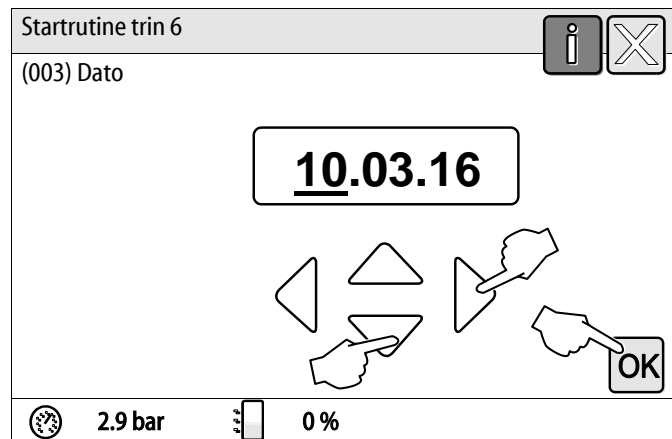 Startrutine trin 6
i
(003) Dato
10.03.16
OK
2.9 bar 0 %